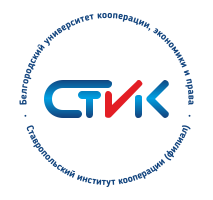 Белгородский университет кооперации, экономики и права
СТИК
Ставропольский институт кооперации (филиал)